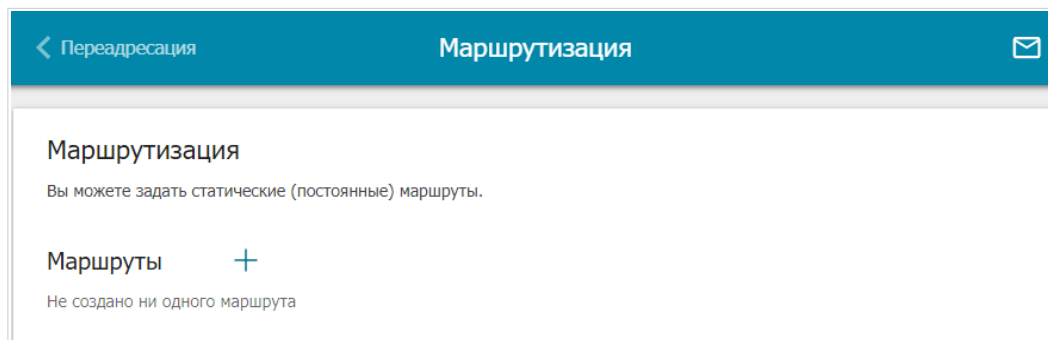 Переадресация
Маршрутизация
Маршрутизация
Вы можете задать статические (постоянные) маршруты.
Маршруты
Не создано ни одного маршрута